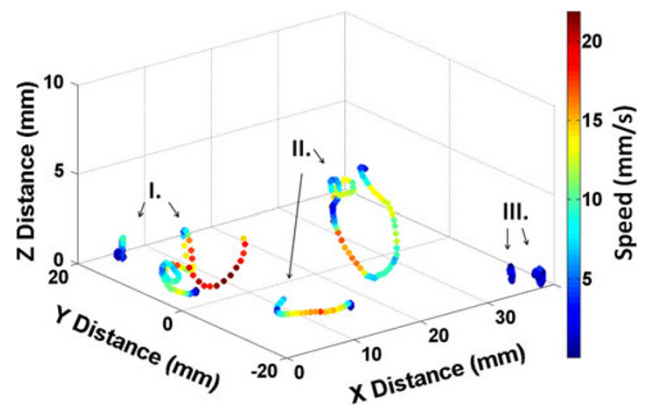 10
5
0
Z Distance (mm)
20
0
-20
Y Distance (mm)
0
10
20
30
X Distance (mm)
I.
II.
III.
20
15
10
5
Speed (mm/s)